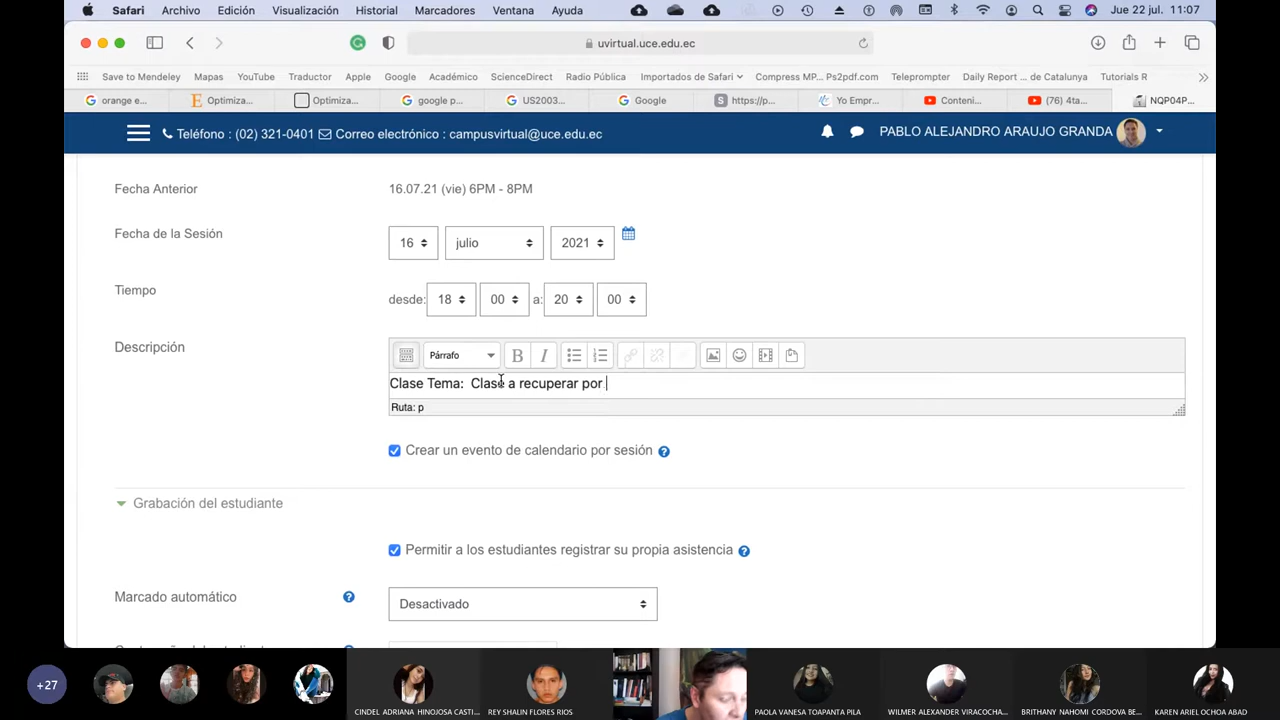 Safari Archivo Edición Visualización Historial Marcadores Ventana Ayuda Jue 22 jul. 11:07
uvirtual.uce.edu.ec
Save to Mendeley Mapas YouTube Traductor Apple Google Académico ScienceDirect Radio Pública Importados de Safari Compress MP... Ps2pdf.com Teleprompter Daily Report ... de Catalunya Tutorials R
orange e... Optimiza... Optimiza... google p... US2003... Google https://p... Yo Empr... Conteni... (76) 4ta... NQP04P...
Teléfono : (02) 321-0401 Correo electrónico : campusvirtual@uce.edu.ec PABLO ALEJANDRO ARAUJO GRANDA
Fecha Anterior 16.07.21 (vie) 6PM - 8PM
Fecha de la Sesión 16 julio 2021
Tiempo desde: 18 00 a: 20 00
Descripción
Párrafo B I
Clase Tema: Clase a recuperar por
Ruta: p
Crear un evento de calendario por sesión
Grabación del estudiante
Permitir a los estudiantes registrar su propia asistencia
Marcado automático Desactivado
+27
CINDEL ADRIANA HINOJOSA CASTI... REY SHALIN FLORES RIOS PAOLA VANESA TOAPANTA PILA WILMER ALEXANDER VIRACOCHA... BRITHANY NAHOMI CORDOVA BE... KAREN ARIEL OCHOA ABAD